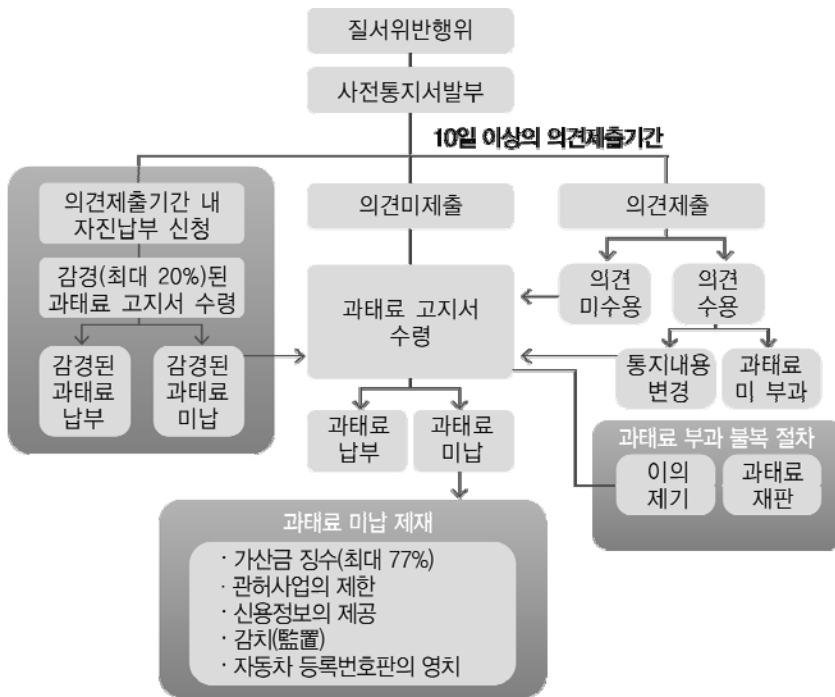 질서위반행위
사전통지서발부
10일 이상의 의견제출기간
의견제출기간 내
자진납부 신청
감경(최대 20%)된
과태료 고지서 수령
감경된
과태료
납부
감경된
과태료
미납
의견미제출
과태료 고지서
수령
과태료
납부
과태료
미납
의견제출
의견
미수용
의견
수용
통지내용
변경
과태료
미 부과
과태료 부과 불복 절차
이의
제기
과태료
재판
과태료 미납 제재
· 가산금 징수(최대 77%)
· 관허사업의 제한
· 신용정보의 제공
· 감치(監置)
· 자동차 등록번호판의 영치